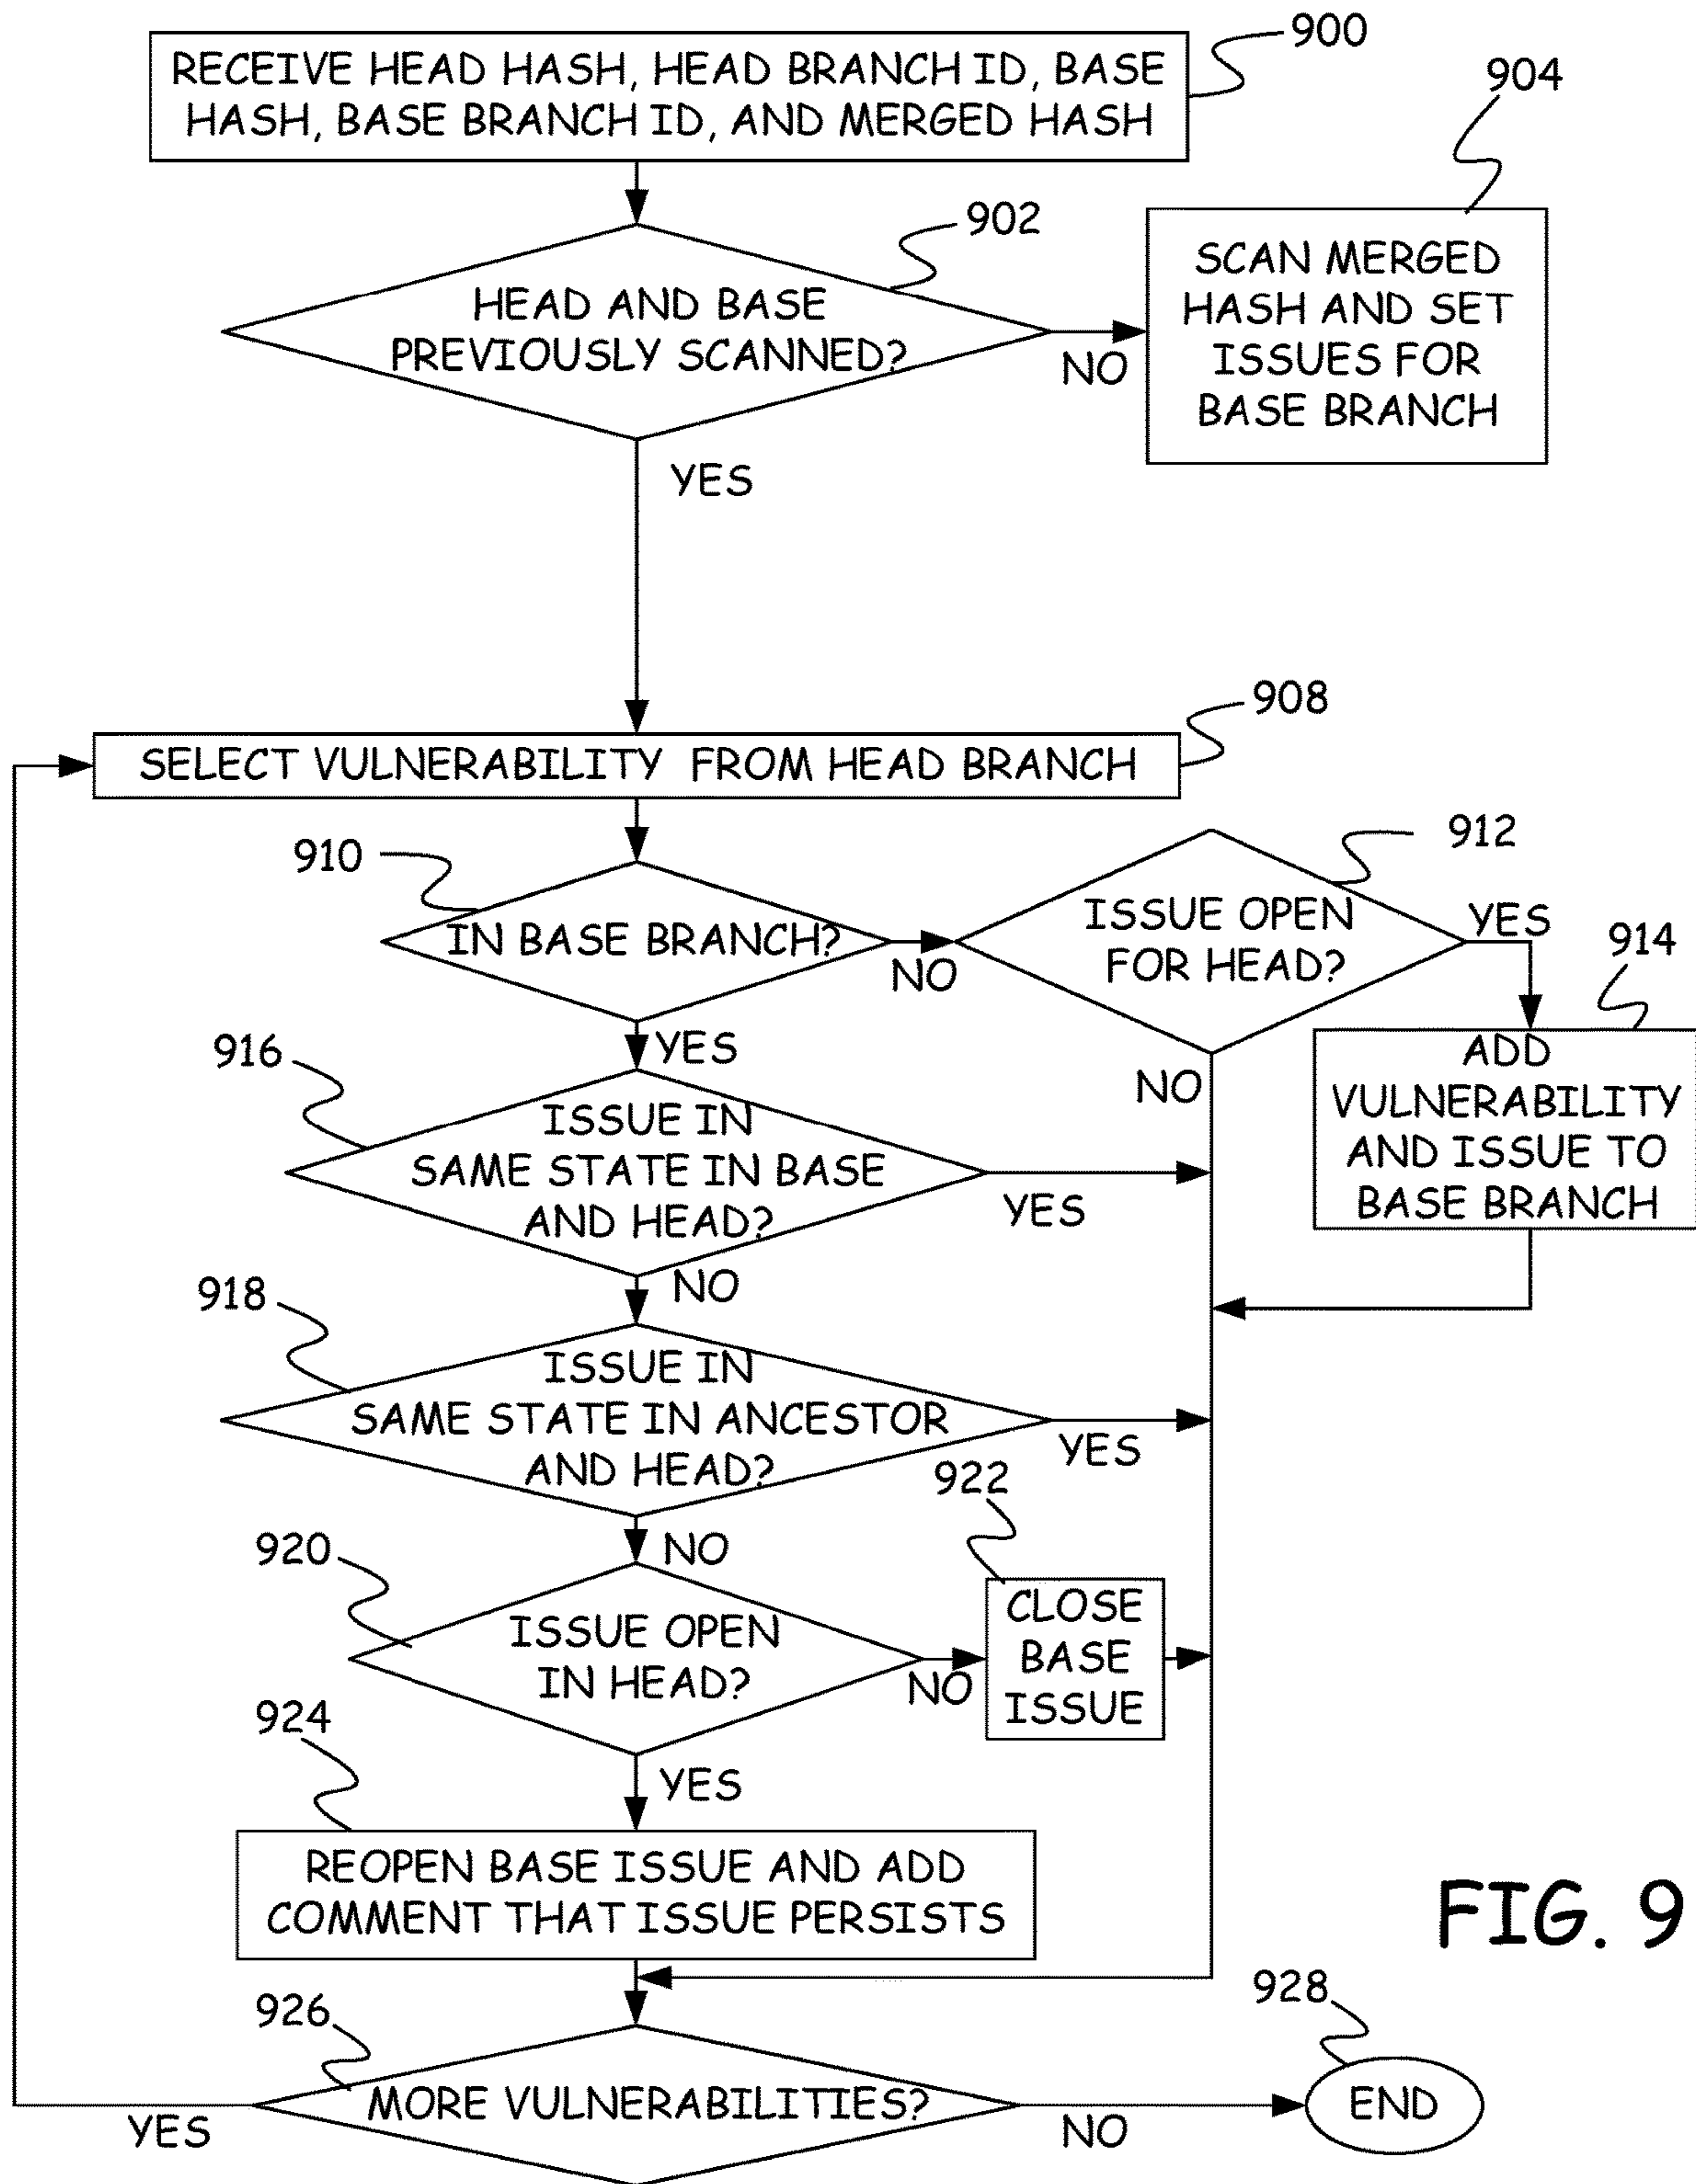 900
RECEIVE HEAD HASH, HEAD BRANCH ID, BASE
HASH, BASE BRANCH ID, AND MERGED HASH
904
902
HEAD AND BASE
PREVIOUSLY SCANNED?
NO
SCAN MERGED
HASH AND SET
ISSUES FOR
BASE BRANCH
YES
908
SELECT VULNERABILITY FROM HEAD BRANCH
910
IN BASE BRANCH?
NO
912
ISSUE OPEN
FOR HEAD?
YES
914
NO
ADD
VULNERABILITY
AND ISSUE TO
BASE BRANCH
YES
916
ISSUE IN
SAME STATE IN BASE
AND HEAD?
YES
NO
918
ISSUE IN
SAME STATE IN ANCESTOR
AND HEAD?
YES
NO
920
ISSUE OPEN
IN HEAD?
NO
922
CLOSE
BASE
ISSUE
YES
924
REOPEN BASE ISSUE AND ADD
COMMENT THAT ISSUE PERSISTS
FIG. 9
926
MORE VULNERABILITIES?
YES
NO
928
END